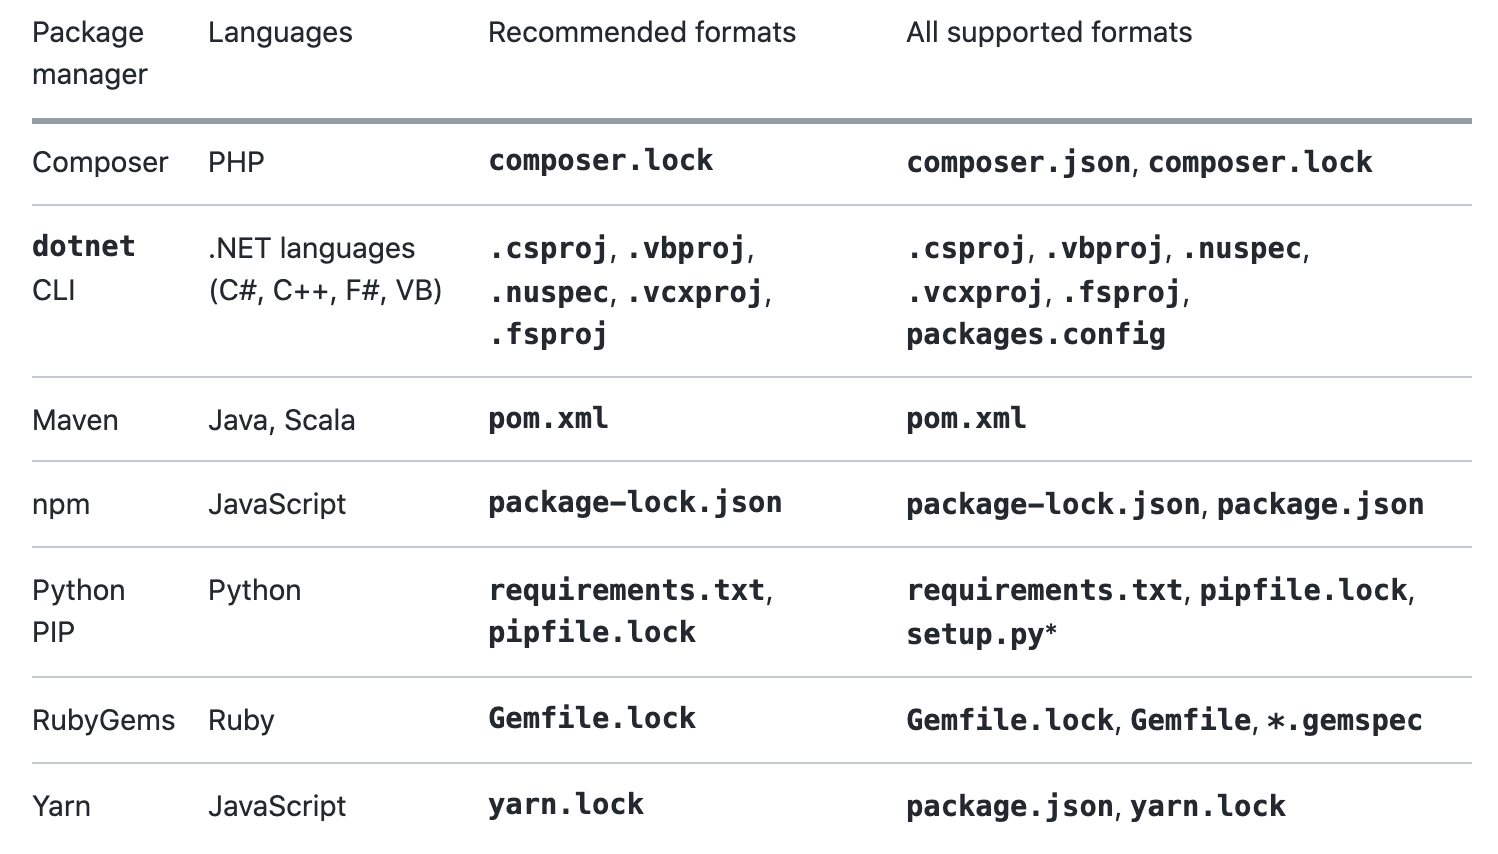 Package manager	Languages	Recommended formats	All supported formats
Composer	PHP	composer.lock	composer.json, composer.lock
dotnet CLI	.NET languages (C#, C++, F#, VB)	.csproj, .vbproj, .nuspec, .vcxproj, .fsproj	.csproj, .vbproj, .nuspec, .vcxproj, .fsproj, packages.config
Maven	Java, Scala	pom.xml	pom.xml
npm	JavaScript	package-lock.json	package-lock.json, package.json
Python PIP	Python	requirements.txt, pipfile.lock	requirements.txt, pipfile.lock, setup.py*
RubyGems	Ruby	Gemfile.lock	Gemfile.lock, Gemfile, *.gemspec
Yarn	JavaScript	yarn.lock	package.json, yarn.lock